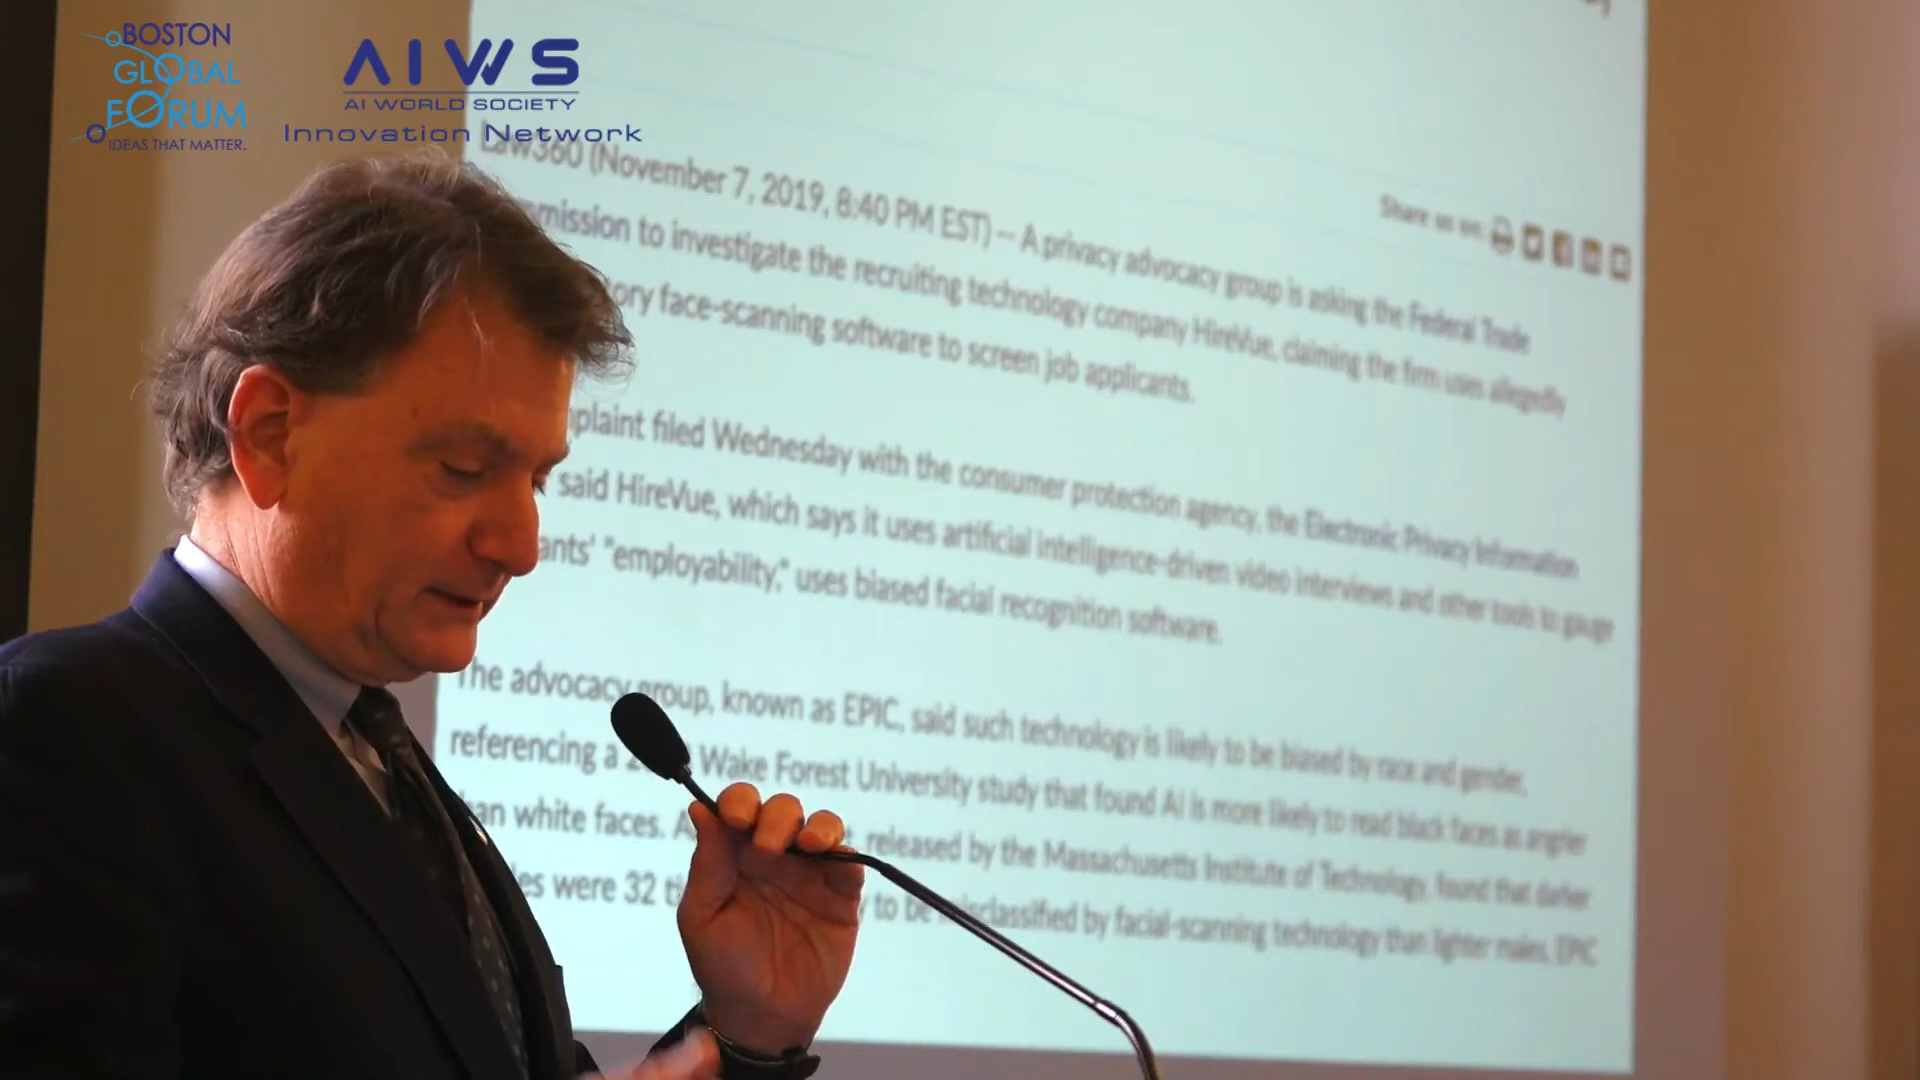 BOSTON
GLOBAL
FORUM
IDEAS THAT MATTER.
AIWS
AI WORLD SOCIETY
Innovation Network
Share us on
Law360 (November 7, 2019, 8:40 PM EST) -- A privacy advocacy group is asking the Federal Trade
mission to investigate the recruiting technology company HireVue, claiming the firm uses allegedly
ory face-scanning software to screen job applicants.
plaint filed Wednesday with the consumer protection agency, the Electronic Privacy Information
said HireVue, which says it uses artificial intelligence-driven video interviews and other tools to gauge
ants' "employability," uses biased facial recognition software.
The advocacy group, known as EPIC, said such technology is likely to be biased by race and gender,
referencing a Wake Forest University study that found AI is more likely to read black faces as angrier
an white faces. A released by the Massachusetts Institute of Technology, found that darker
es were 32 ti to be misclassified by facial-scanning technology than lighter males. EPIC